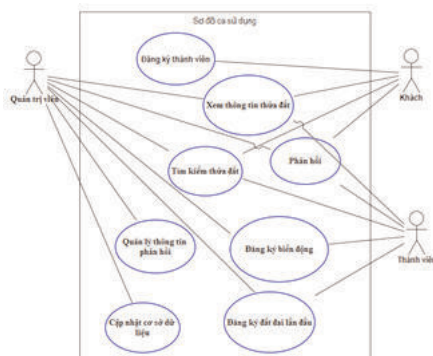 Sơ đồ ca sử dụng
Đăng ký thành viên
Quản trị viên
Khách
Xem thông tin thửa đất
Tìm kiếm thửa đất
Phản hồi
Quản lý thông tin
phản hồi
Đăng ký biến động
Thành viên
Cập nhật cơ sở dữ
liệu
Đăng ký đất đai lần đầu